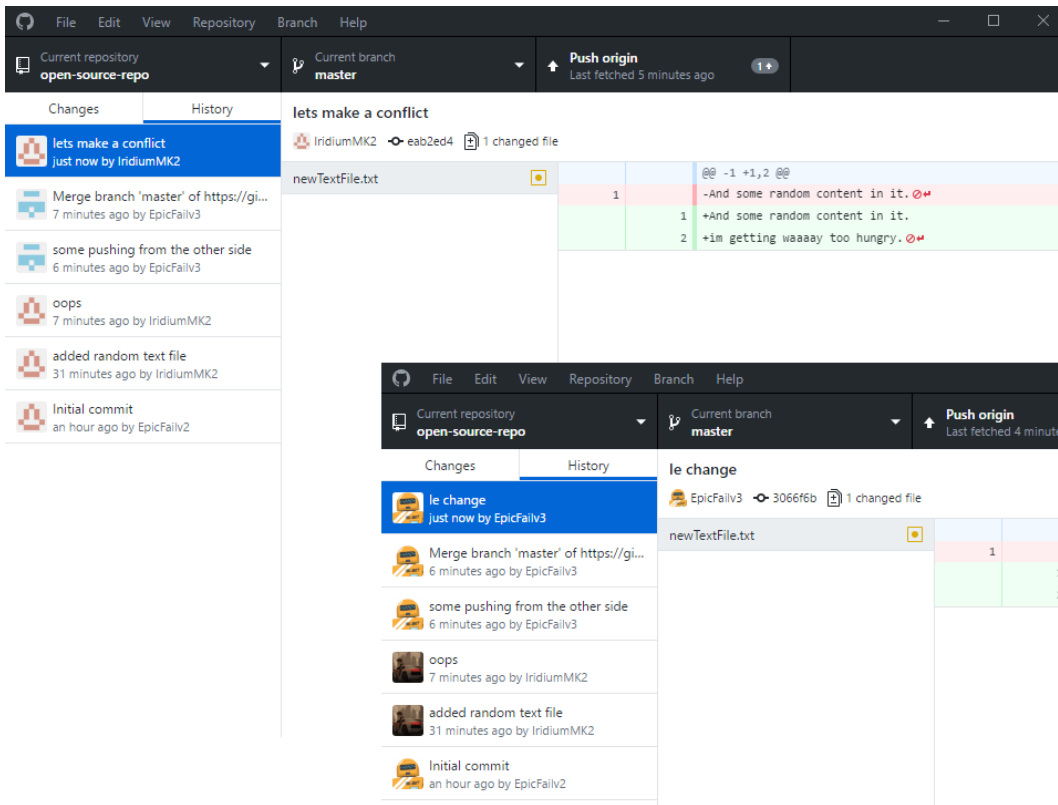 File Edit View Repository Branch Help
Current repository
open-source-repo
Current branch
master
Push origin
Last fetched 5 minutes ago
1
Changes History
lets make a conflict
just now by IridiumMK2
Merge branch 'master' of https://gi...
7 minutes ago by EpicFailv3
some pushing from the other side
6 minutes ago by EpicFailv3
oops
7 minutes ago by IridiumMK2
added random text file
31 minutes ago by IridiumMK2
Initial commit
an hour ago by EpicFailv2
lets make a conflict
IridiumMK2 eab2ed4 1 changed file
newTextFile.txt
@@ -1 +1,2 @@
1 -And some random content in it.
1 +And some random content in it.
2 +im getting waaaay too hungry.
File Edit View Repository Branch Help
Current repository
open-source-repo
Current branch
master
Push origin
Last fetched 4 minute
Changes History
le change
just now by EpicFailv3
Merge branch 'master' of https://gi...
6 minutes ago by EpicFailv3
some pushing from the other side
6 minutes ago by EpicFailv3
oops
7 minutes ago by IridiumMK2
added random text file
31 minutes ago by IridiumMK2
Initial commit
an hour ago by EpicFailv2
le change
EpicFailv3 3066f6b 1 changed file
newTextFile.txt
1